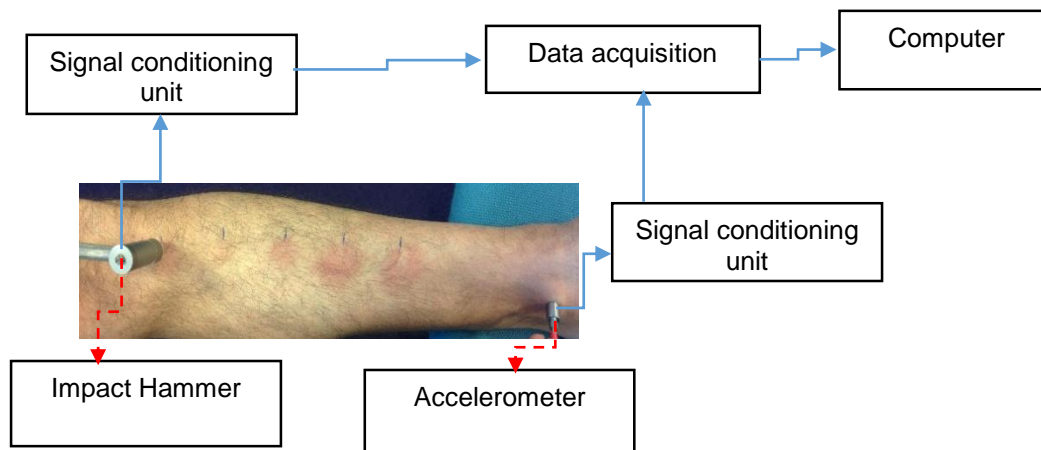 Signal conditioning
unit
Data acquisition
Computer
Signal conditioning
unit
Impact Hammer
Accelerometer